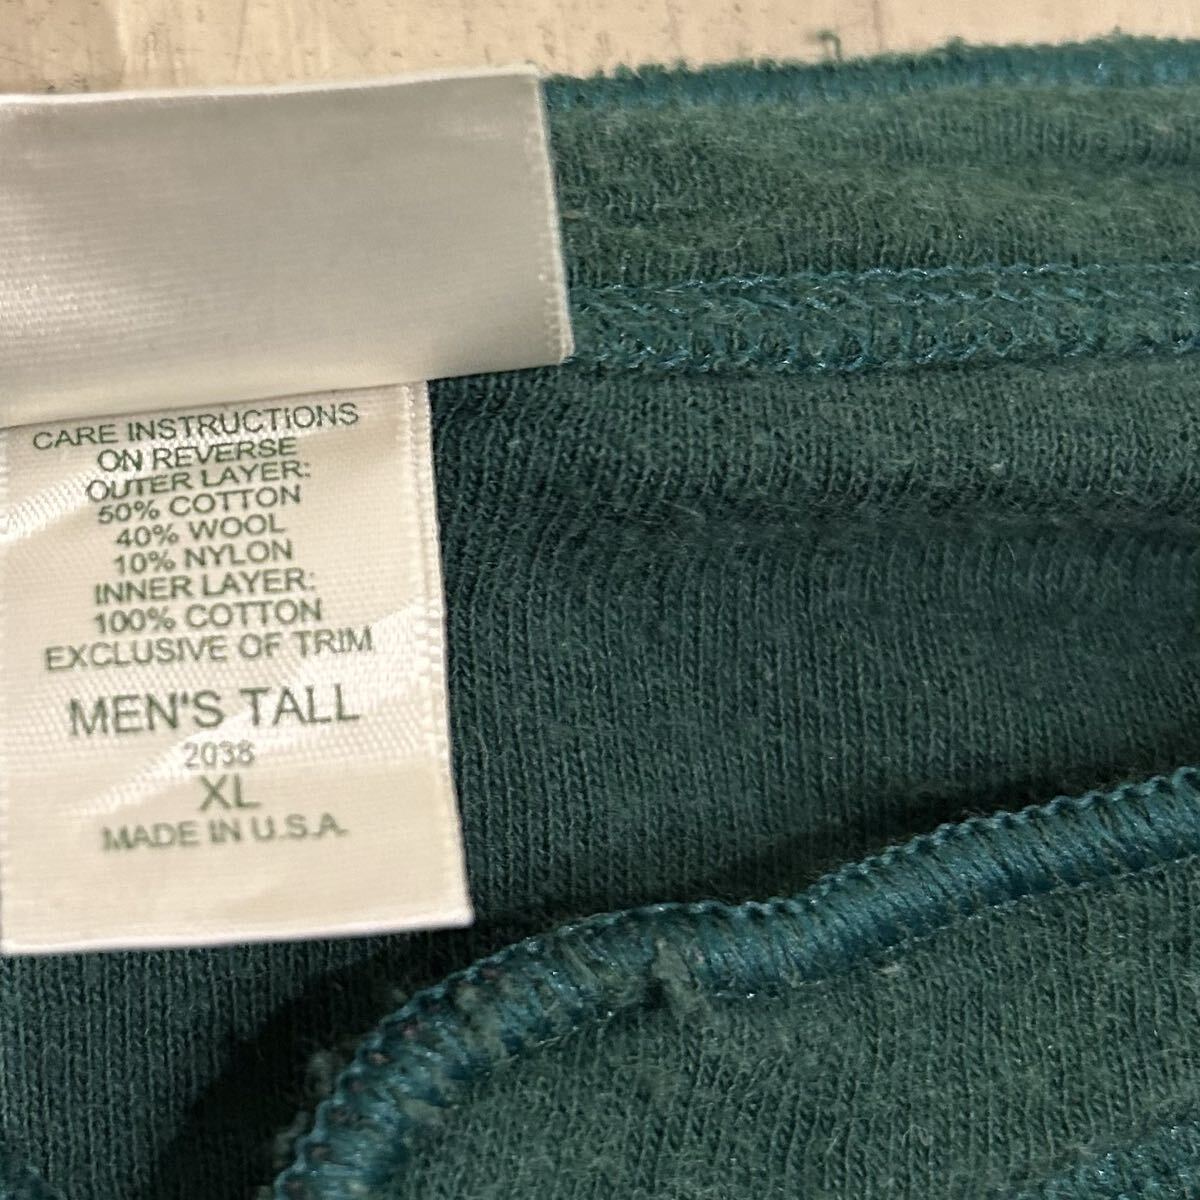 CARE INSTRUCTIONS
ON REVERSE
OUTER LAYER:
50% COTTON
40% WOOL
10% NYLON
INNER LAYER:
100% COTTON
EXCLUSIVE OF TRIM
MEN'S TALL
2038
XL
MADE IN U.S.A.